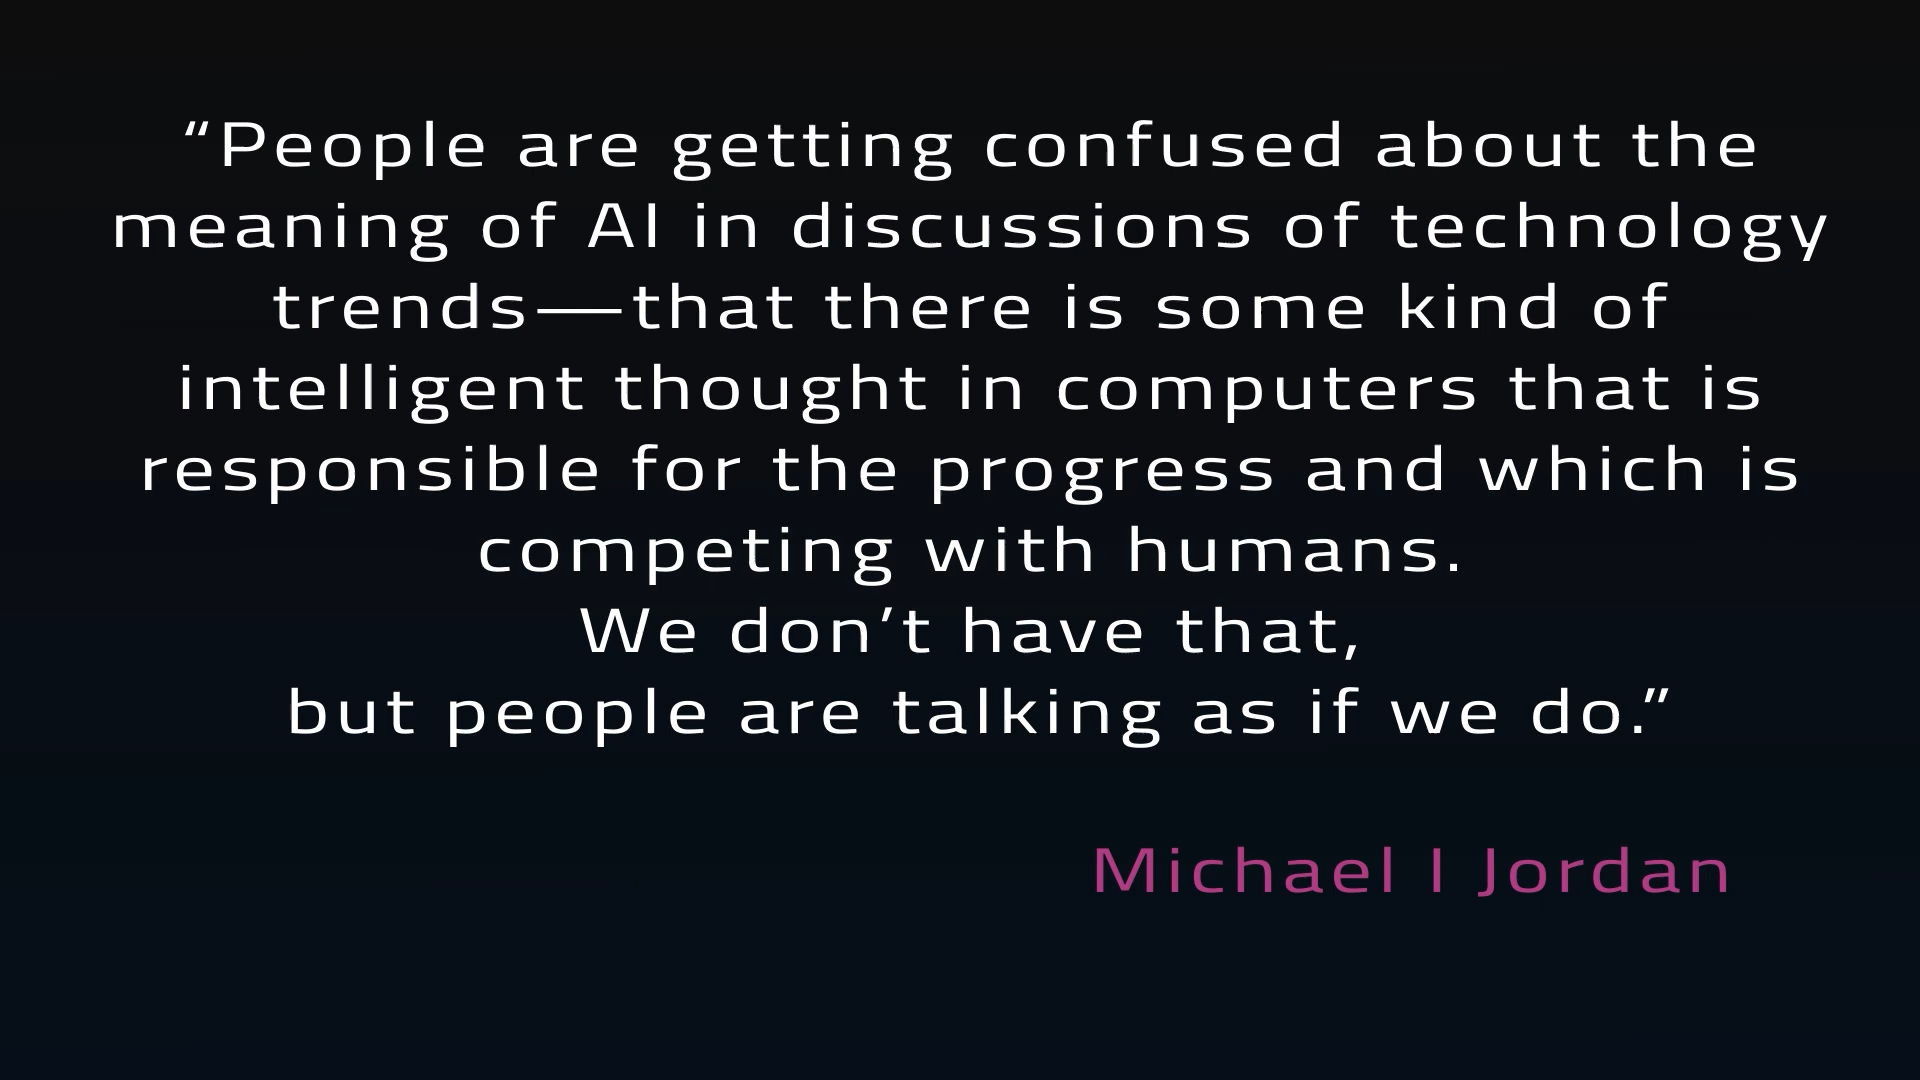 “People are getting confused about the
meaning of AI in discussions of technology
trends—that there is some kind of
intelligent thought in computers that is
responsible for the progress and which is
competing with humans.
We don’t have that,
but people are talking as if we do.”
Michael I Jordan